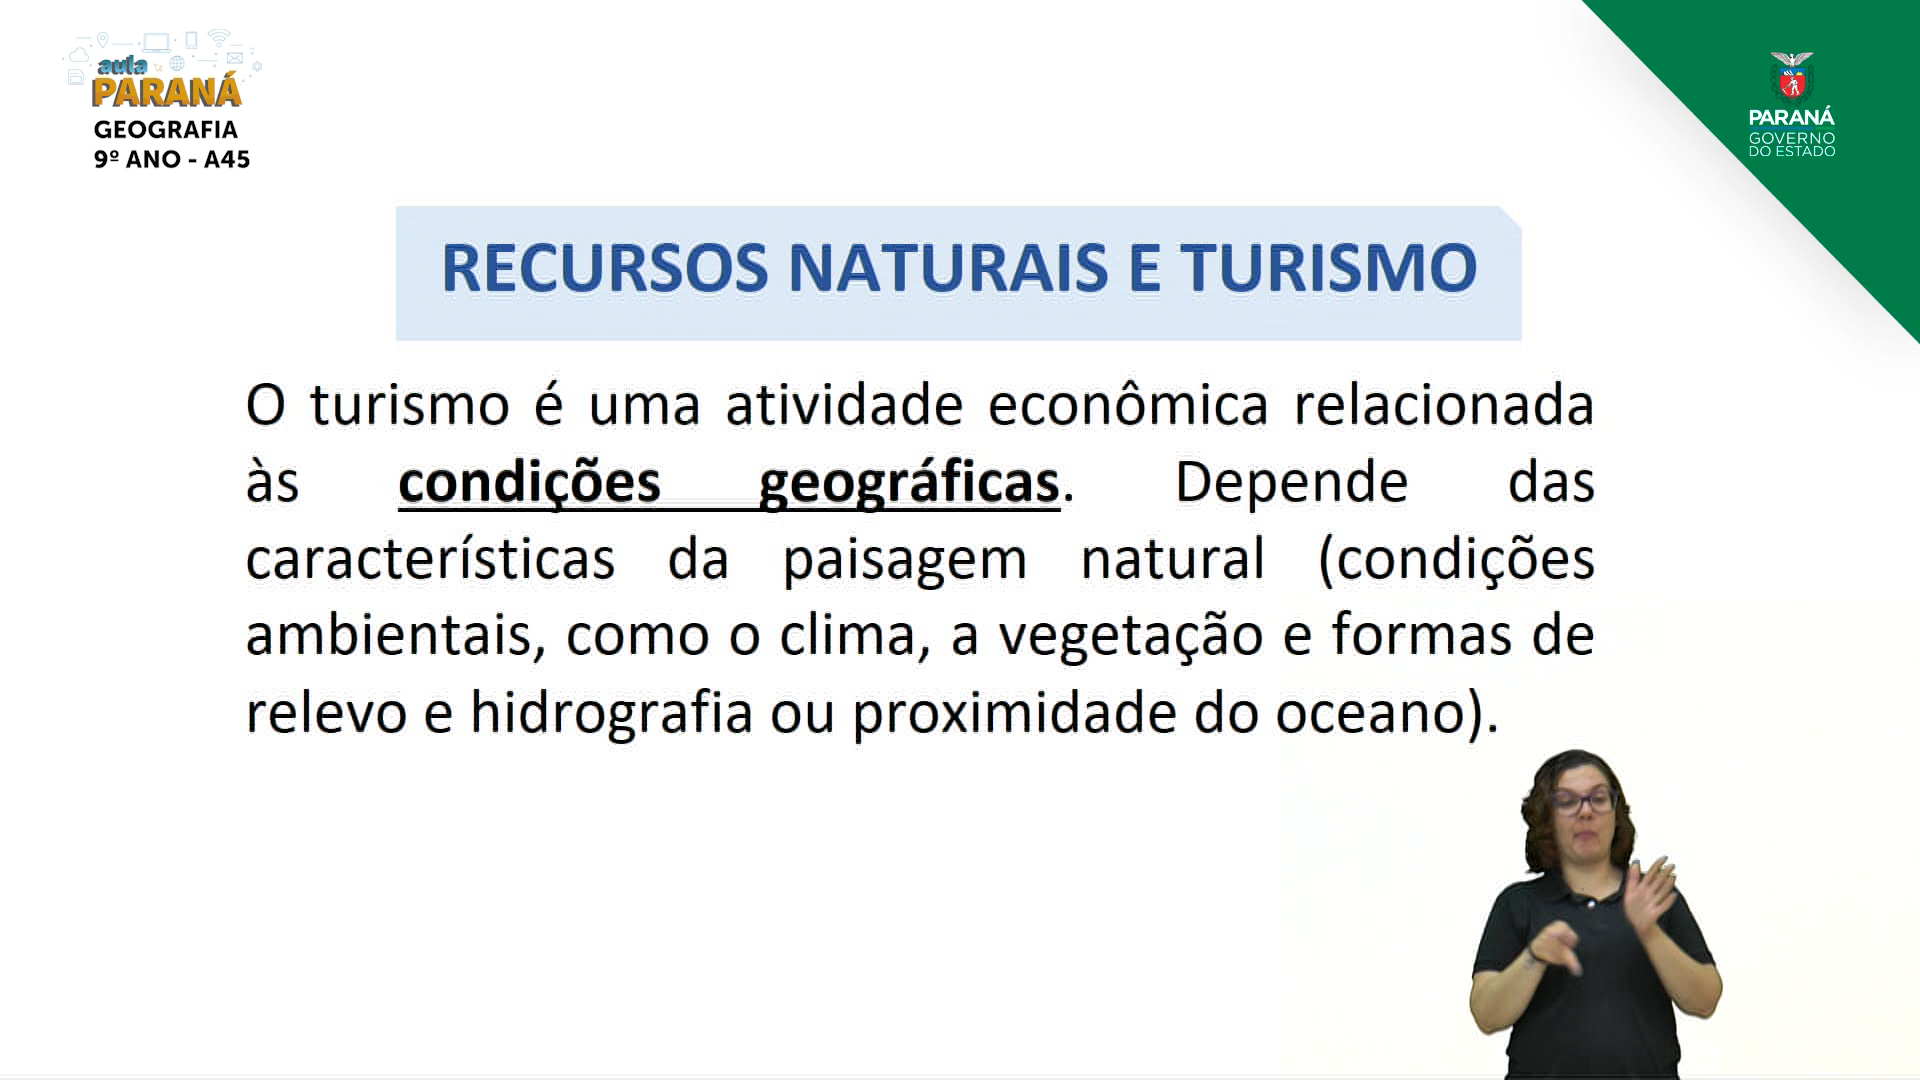 aula
PARANÁ
GEOGRAFIA
9º ANO - A45
PARANÁ
GOVERNO
DO ESTADO
RECURSOS NATURAIS E TURISMO
O turismo é uma atividade econômica relacionada
às condições geográficas. Depende das
características da paisagem natural (condições
ambientais, como o clima, a vegetação e formas de
relevo e hidrografia ou proximidade do oceano).